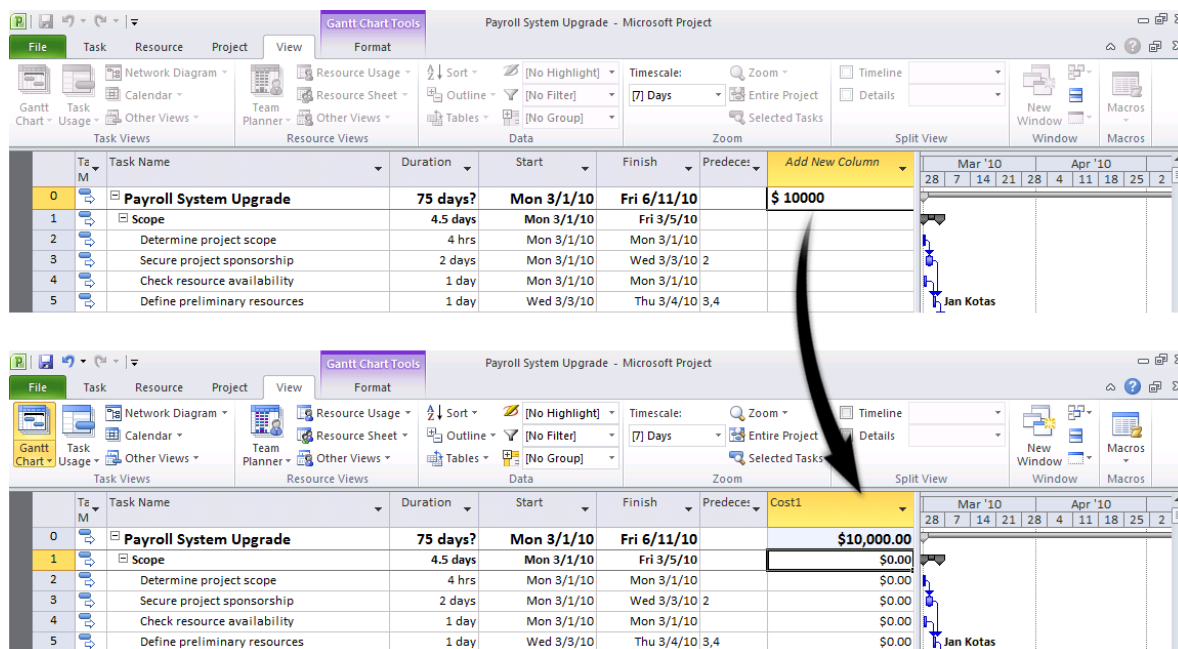 Gantt Chart Tools Payroll System Upgrade - Microsoft Project
File Task Resource Project View Format
Network Diagram Resource Usage Sort [No Highlight] Timescale: Zoom Timeline
Calendar Resource Sheet Outline [No Filter] [7] Days Entire Project Details
Gantt Chart Task Usage Other Views Team Planner Other Views Tables [No Group] Selected Tasks New Window Macros
Task Views Resource Views Data Zoom Split View Window Macros
Ta M Task Name Duration Start Finish Predeces Add New Column Mar '10 Apr '10
28 7 14 21 28 4 11 18 25 2
0 Payroll System Upgrade 75 days? Mon 3/1/10 Fri 6/11/10 $ 10000
1 Scope 4.5 days Mon 3/1/10 Fri 3/5/10
2 Determine project scope 4 hrs Mon 3/1/10 Mon 3/1/10
3 Secure project sponsorship 2 days Mon 3/1/10 Wed 3/3/10 2
4 Check resource availability 1 day Mon 3/1/10 Mon 3/1/10
5 Define preliminary resources 1 day Wed 3/3/10 Thu 3/4/10 3,4 Jan Kotas
Gantt Chart Tools Payroll System Upgrade - Microsoft Project
File Task Resource Project View Format
Network Diagram Resource Usage Sort [No Highlight] Timescale: Zoom Timeline
Calendar Resource Sheet Outline [No Filter] [7] Days Entire Project Details
Gantt Chart Task Usage Other Views Team Planner Other Views Tables [No Group] Selected Tasks New Window Macros
Task Views Resource Views Data Zoom Split View Window Macros
Ta M Task Name Duration Start Finish Predeces Cost1 Mar '10 Apr '10
28 7 14 21 28 4 11 18 25 2
0 Payroll System Upgrade 75 days? Mon 3/1/10 Fri 6/11/10 $10,000.00
1 Scope 4.5 days Mon 3/1/10 Fri 3/5/10 $0.00
2 Determine project scope 4 hrs Mon 3/1/10 Mon 3/1/10 $0.00
3 Secure project sponsorship 2 days Mon 3/1/10 Wed 3/3/10 2 $0.00
4 Check resource availability 1 day Mon 3/1/10 Mon 3/1/10 $0.00
5 Define preliminary resources 1 day Wed 3/3/10 Thu 3/4/10 3,4 $0.00 Jan Kotas